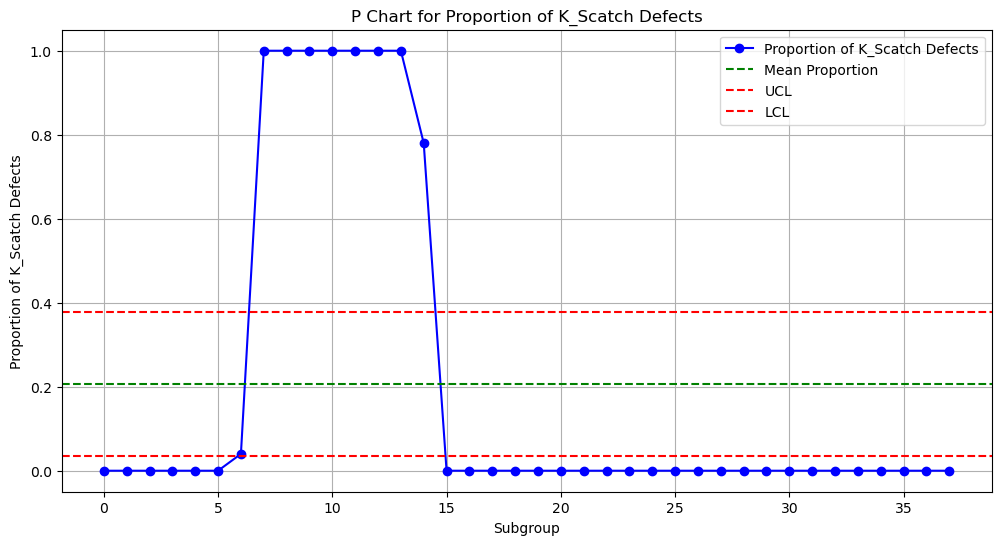 P Chart for Proportion of K_Scatch Defects
Proportion of K_Scatch Defects
Mean Proportion
UCL
LCL
Proportion of K_Scatch Defects
1.0
0.8
0.6
0.4
0.2
0.0
0
5
10
15
20
25
30
35
Subgroup